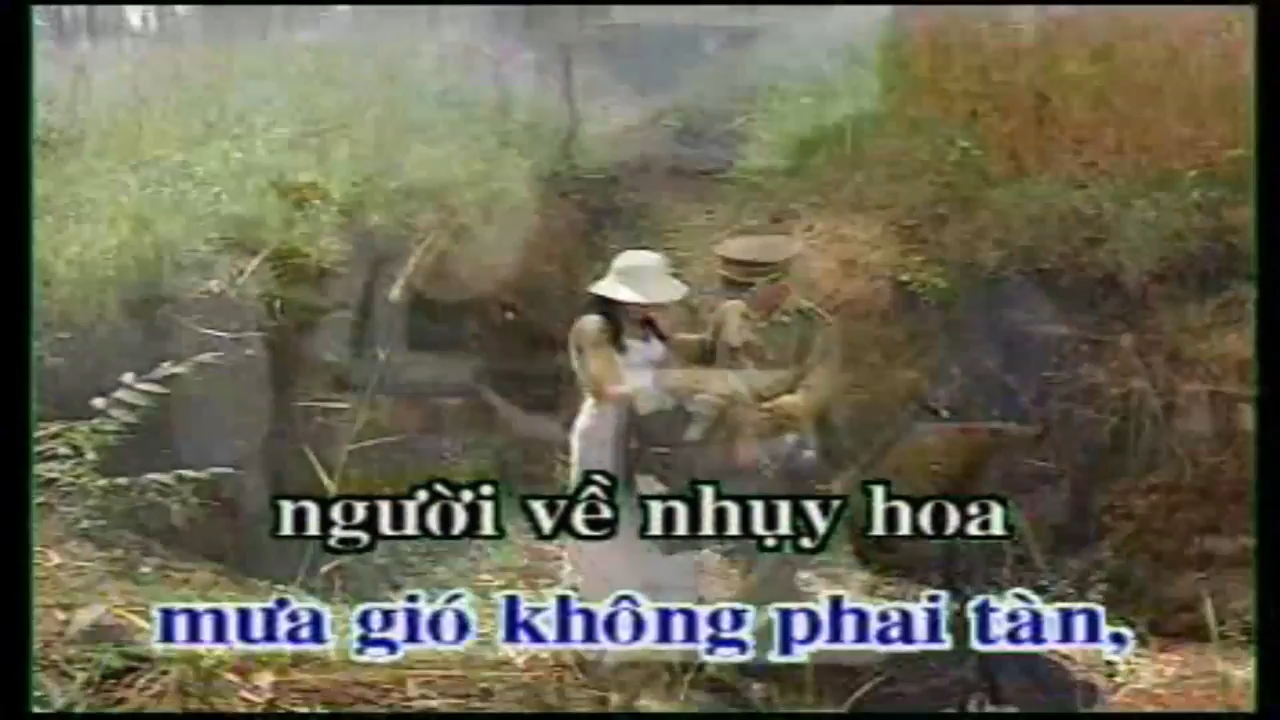 người về nhụy hoa
mưa gió không phai tàn,